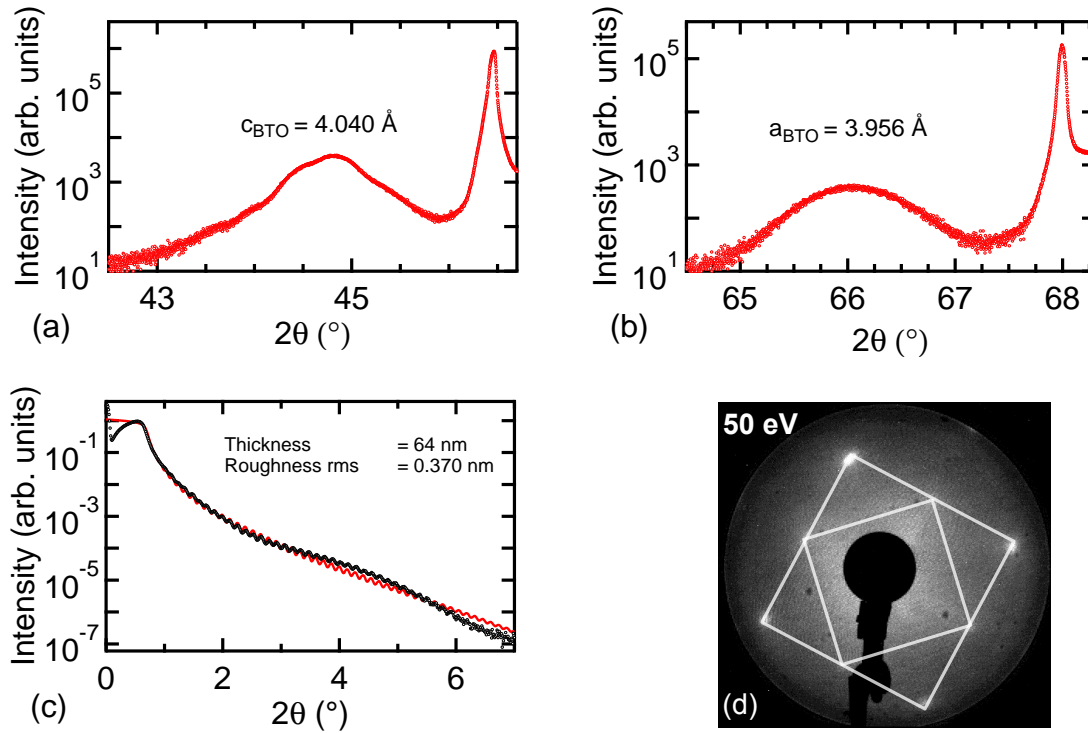 Intensity (arb. units)
10^5
10^3
10^1
c_BTO = 4.040 Å
43
45
2θ (°)
(a)
Intensity (arb. units)
10^5
10^3
10^1
a_BTO = 3.956 Å
65
66
67
68
2θ (°)
(b)
Intensity (arb. units)
10^-1
10^-3
10^-5
10^-7
Thickness = 64 nm
Roughness rms = 0.370 nm
0
2
4
6
2θ (°)
(c)
50 eV
(d)